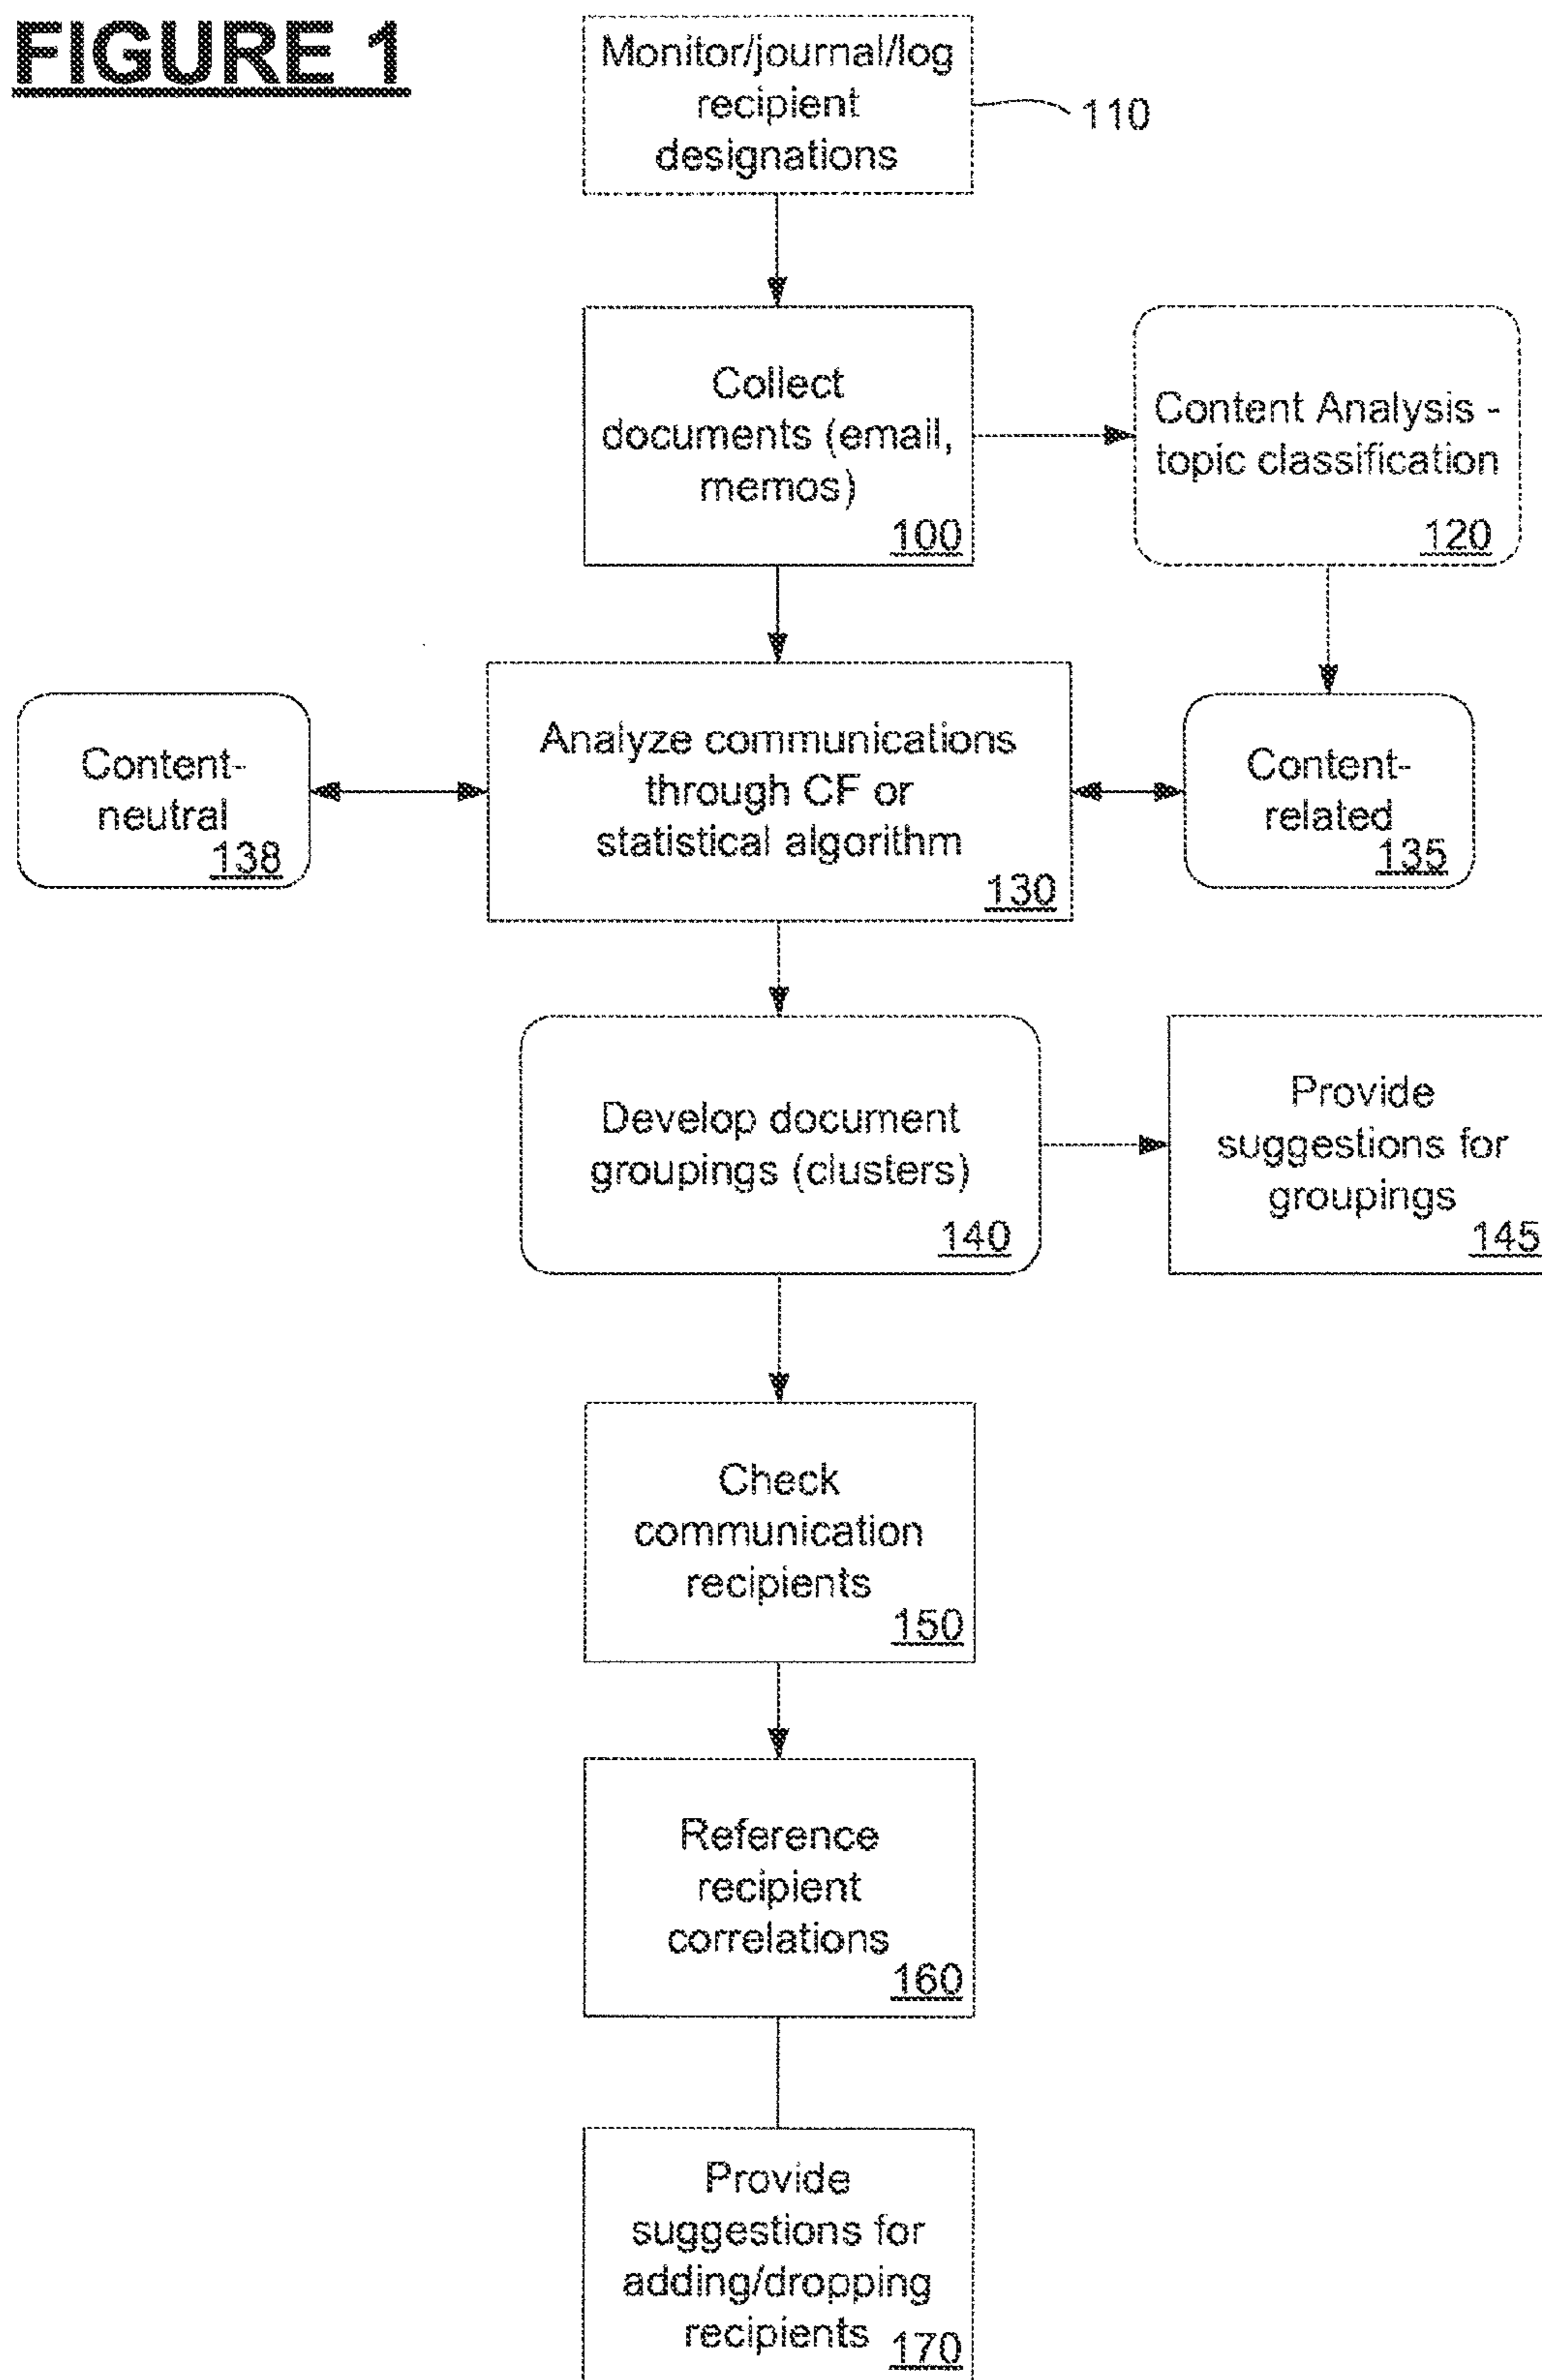 FIGURE 1
Monitor/journal/log
recipient
designations
110
Collect
documents (email,
memos)
100
Content Analysis -
topic classification
120
Content-
neutral
138
Analyze communications
through CF or
statistical algorithm
130
Content-
related
135
Develop document
groupings (clusters)
140
Provide
suggestions for
groupings
145
Check
communication
recipients
150
Reference
recipient
correlations
160
Provide
suggestions for
adding/dropping
recipients
170